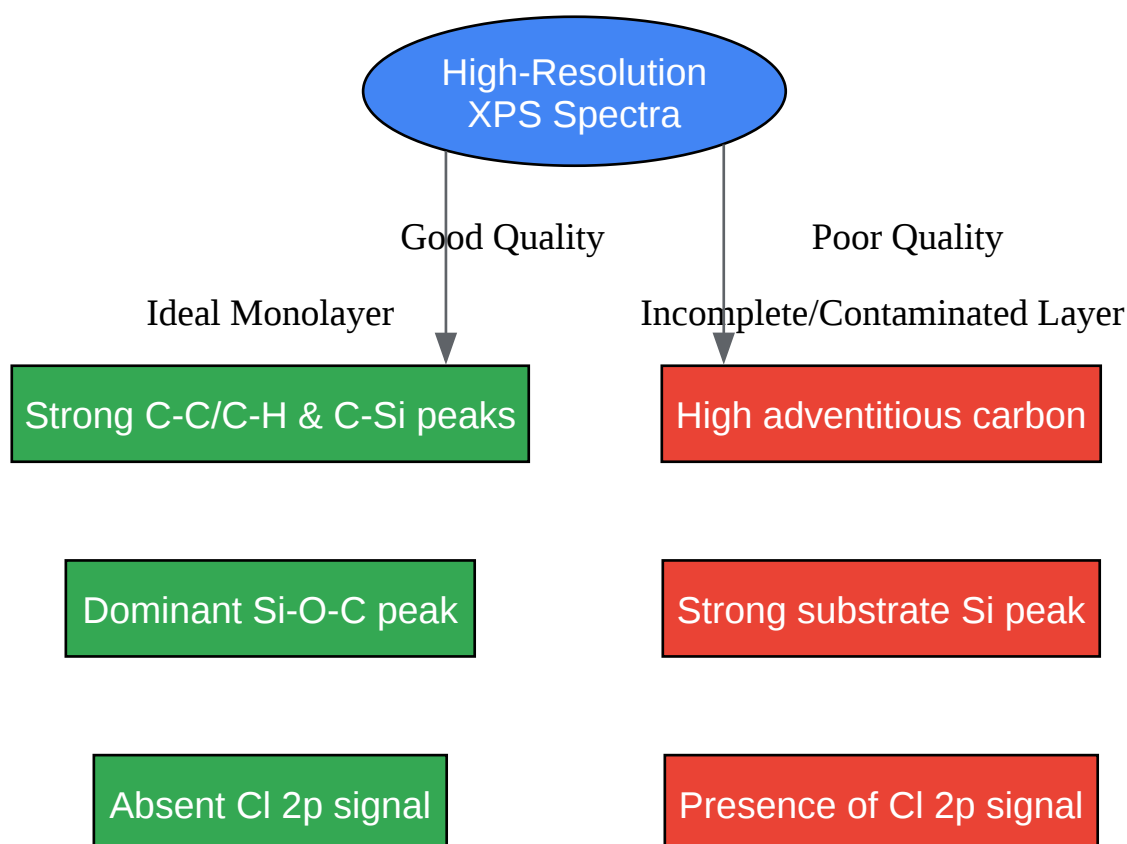 High-Resolution
XPS Spectra
Good Quality
Poor Quality
Ideal Monolayer
Incomplete/Contaminated Layer
Strong C-C/C-H & C-Si peaks
High adventitious carbon
Dominant Si-O-C peak
Strong substrate Si peak
Absent Cl 2p signal
Presence of Cl 2p signal